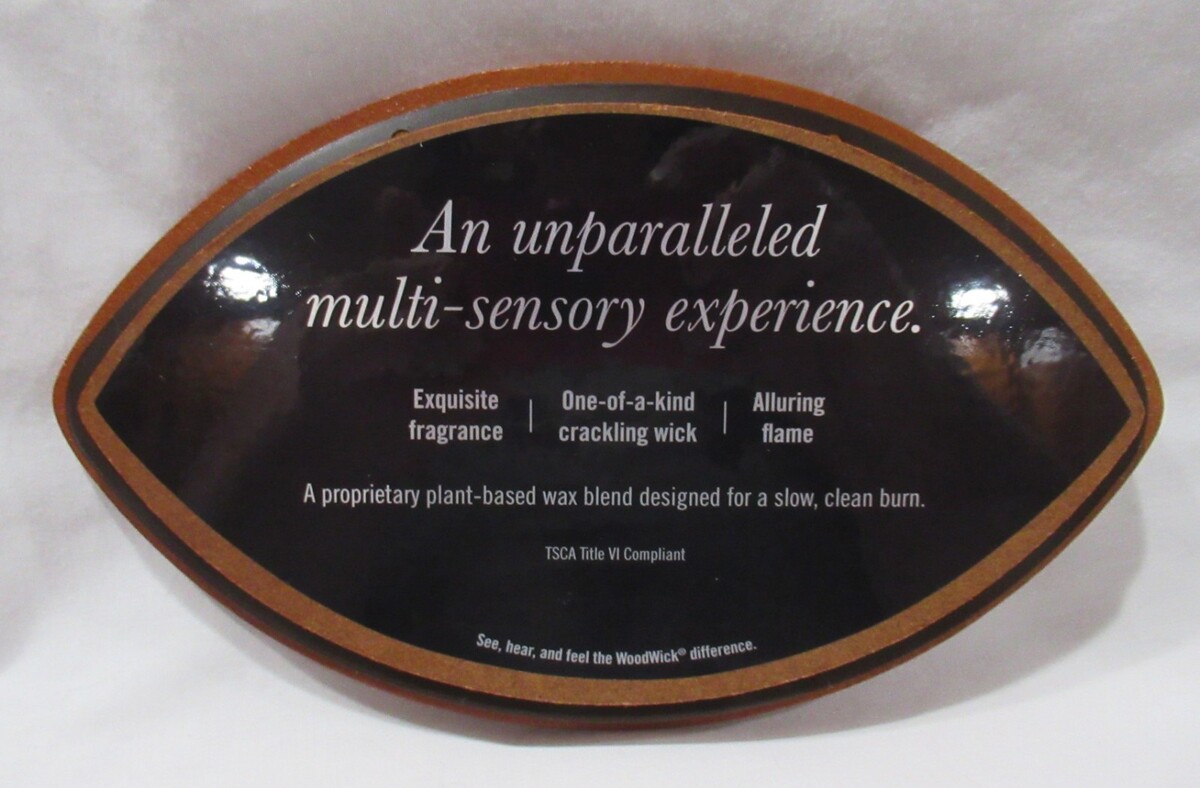 An unparalleled
multi-sensory experience.
Exquisite fragrance | One-of-a-kind crackling wick | Alluring flame
A proprietary plant-based wax blend designed for a slow, clean burn.
TSCA Title VI Compliant
See, hear, and feel the WoodWick® difference.